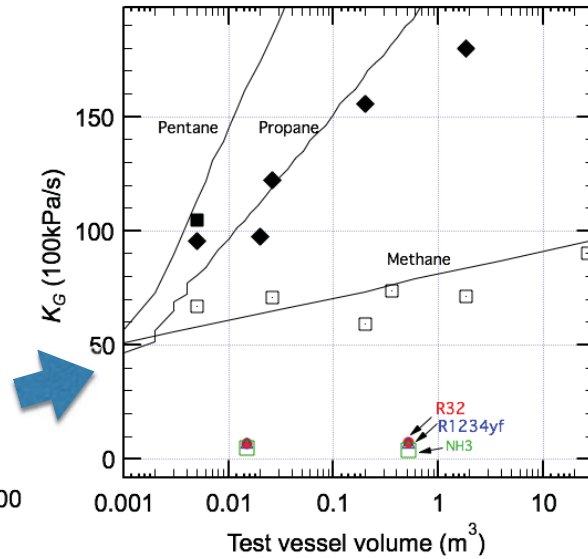 150
100
50
0
K_G (100kPa/s)
Pentane
Propane
Methane
R32
R1234yf
NH3
00
0.001
0.01
0.1
1
10
Test vessel volume (m³)